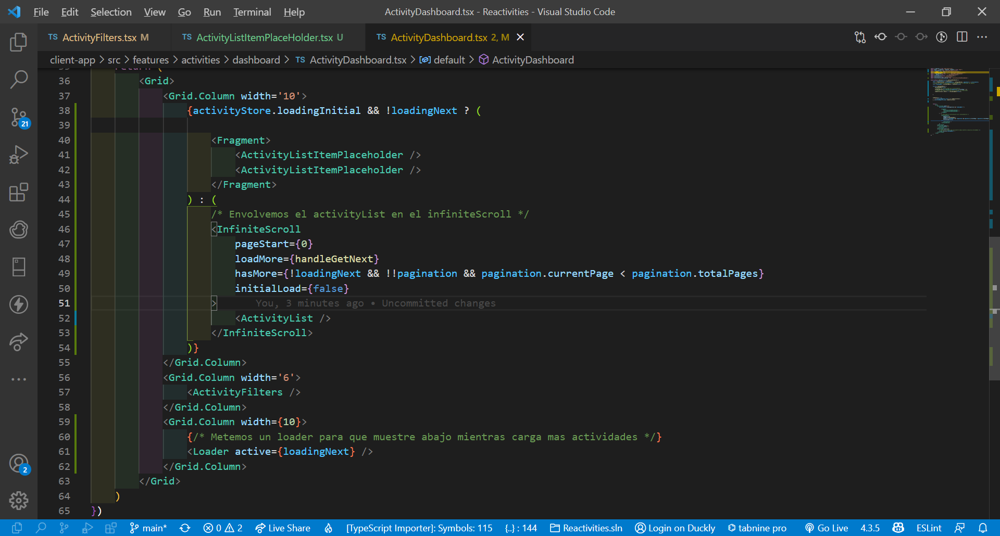 File Edit Selection View Go Run Terminal Help ActivityDashboard.tsx - Reactivities - Visual Studio Code
TS ActivityFilters.tsx M TS ActivityListItemPlaceHolder.tsx U TS ActivityDashboard.tsx 2, M
client-app > src > features > activities > dashboard > TS ActivityDashboard.tsx > default > ActivityDashboard
35 return (
36 <Grid>
37 <Grid.Column width='10'>
38 {activityStore.loadingInitial && !loadingNext ? (
39
40 <Fragment>
41 <ActivityListItemPlaceholder />
42 <ActivityListItemPlaceholder />
43 </Fragment>
44 ) : (
45 /* Envolvemos el activityList en el infiniteScroll */
46 <InfiniteScroll
47 pageStart={0}
48 loadMore={handleGetNext}
49 hasMore={!loadingNext && !!pagination && pagination.currentPage < pagination.totalPages}
50 initialLoad={false}
51 > You, 3 minutes ago • Uncommitted changes
52 <ActivityList />
53 </InfiniteScroll>
54 )}
55 </Grid.Column>
56 <Grid.Column width='6'>
57 <ActivityFilters />
58 </Grid.Column>
59 <Grid.Column width={10}>
60 {/* Metemos un loader para que muestre abajo mientras carga mas actividades */}
61 <Loader active={loadingNext} />
62 </Grid.Column>
63 </Grid>
64 )
65 })
21
2
main* 0 2 Live Share [TypeScript Importer]: Symbols: 115 {..} : 144 Reactivities.sln Login on Duckly tabnine pro Go Live 4.3.5 ESLint